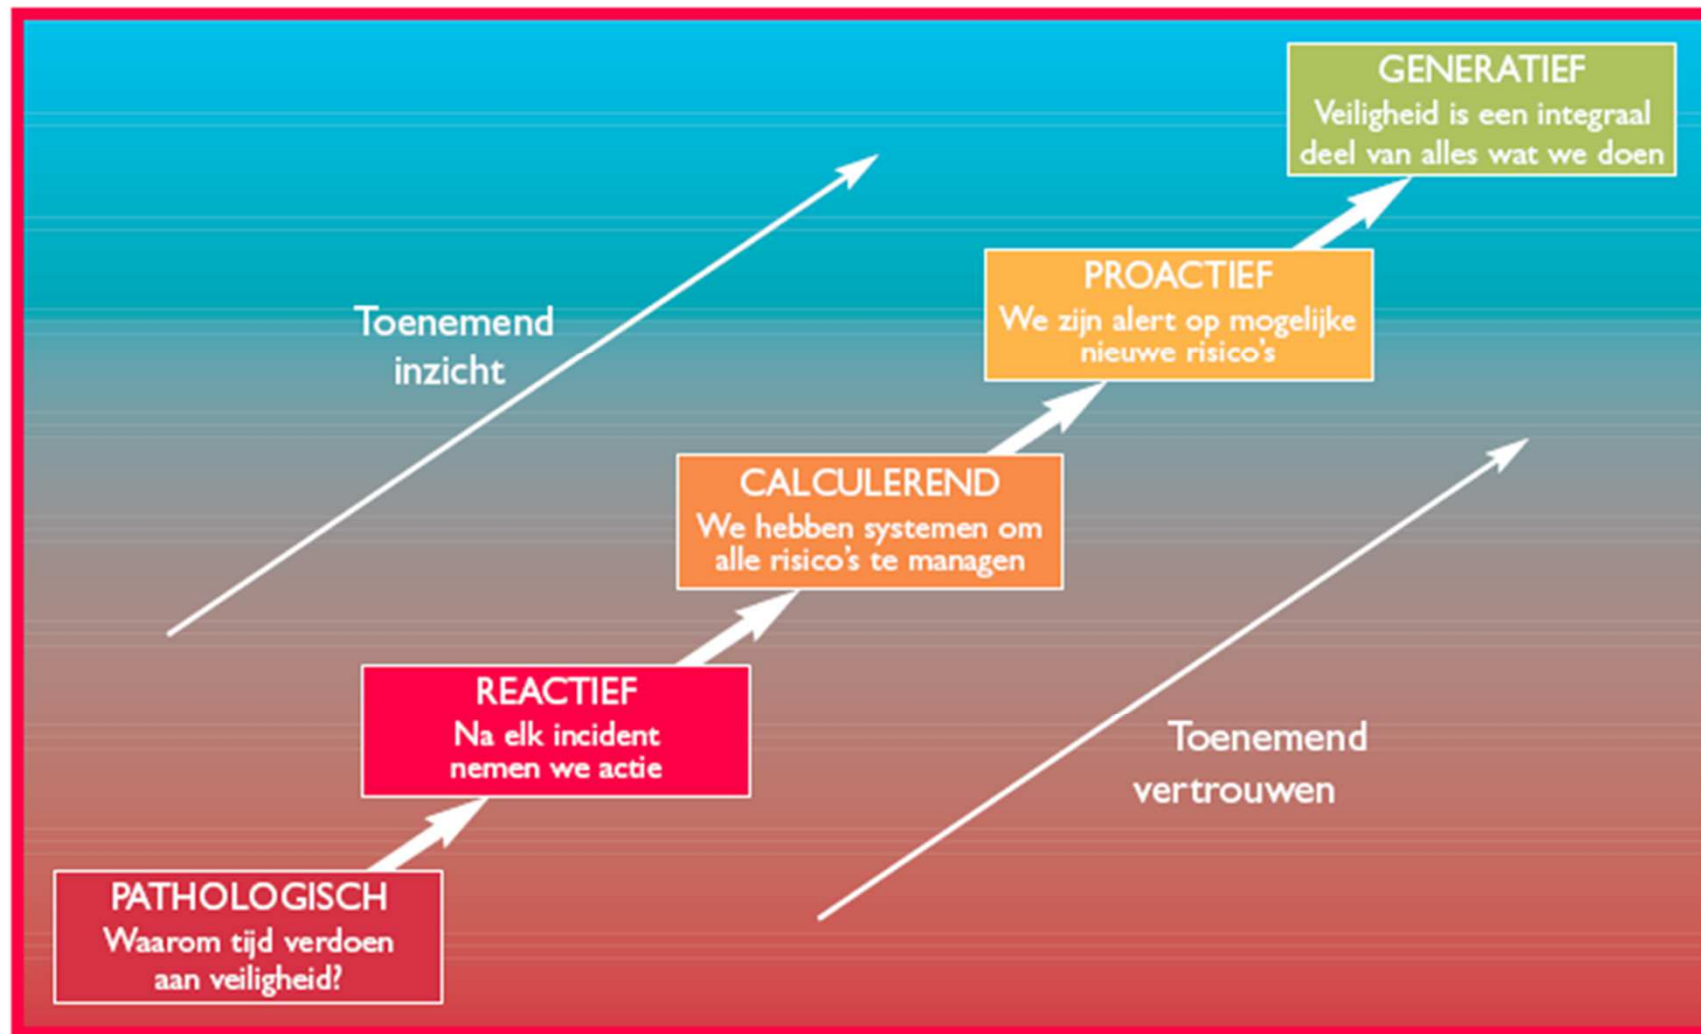 GENERATIEF
Veiligheid is een integraal
deel van alles wat we doen
PROACTIEF
We zijn alert op mogelijke
nieuwe risico's
Toenemend
inzicht
CALCULEREND
We hebben systemen om
alle risico's te managen
REACTIEF
Na elk incident
nemen we actie
Toenemend
vertrouwen
PATHOLOGISCH
Waarom tijd verdoen
aan veiligheid?